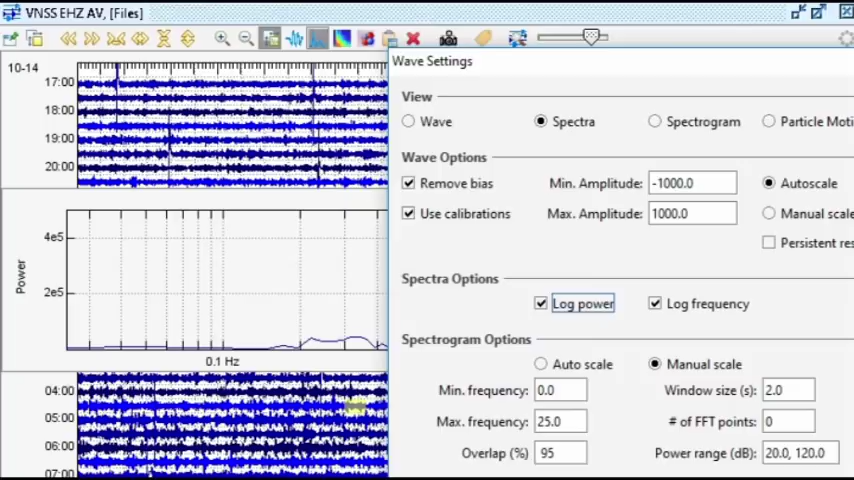 VNSS EHZ AV, [Files]
10-14
17:00
18:00
19:00
20:00
Power
4e5
2e5
0.1 Hz
04:00
05:00
06:00
07:00
Wave Settings
View
Wave
Spectra
Spectrogram
Particle Moti
Wave Options
Remove bias
Min. Amplitude:
-1000.0
Autoscale
Use calibrations
Max. Amplitude:
1000.0
Manual scale
Persistent res
Spectra Options
Log power
Log frequency
Spectrogram Options
Auto scale
Manual scale
Min. frequency:
0.0
Window size (s):
2.0
Max. frequency:
25.0
# of FFT points:
0
Overlap (%)
95
Power range (dB):
20.0, 120.0